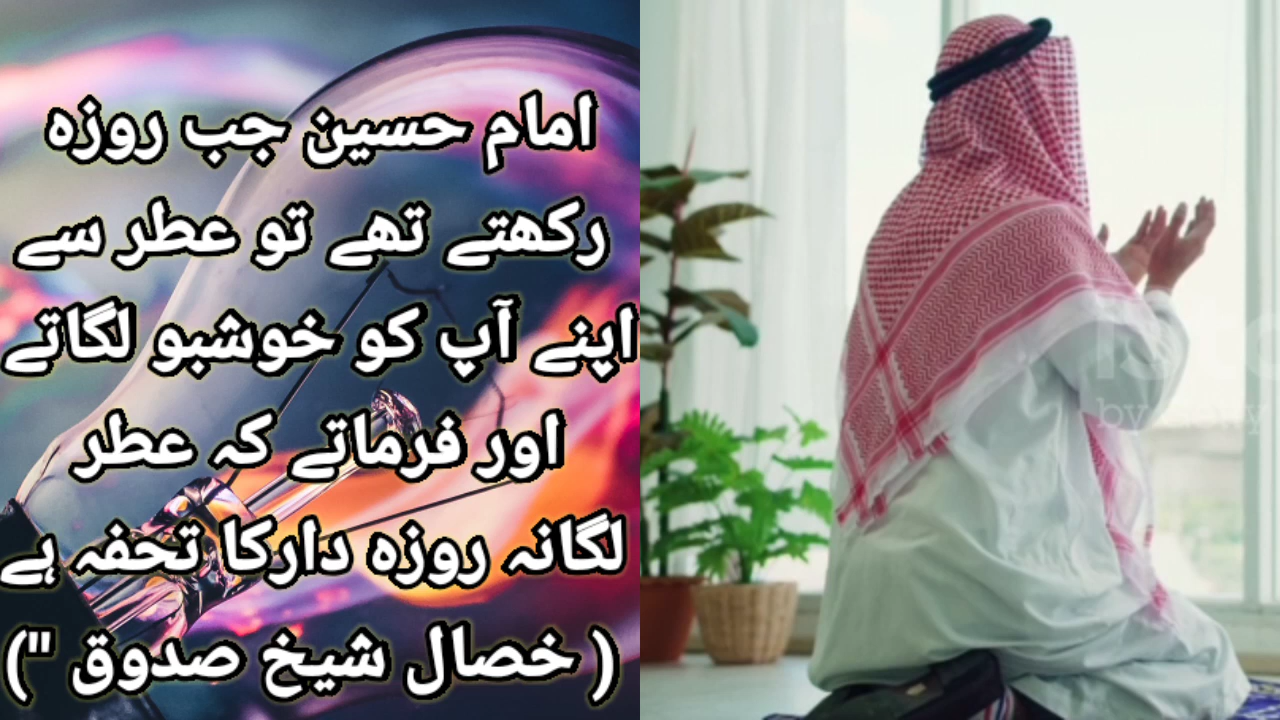 امامِ حسین جب روزہ
رکھتے تھے تو عطر سے
اپنے آپ کو خوشبو لگاتے
اور فرماتے کہ عطر
لگانہ روزہ دارکا تحفہ ہے
( خصال شیخ صدوق ")
by